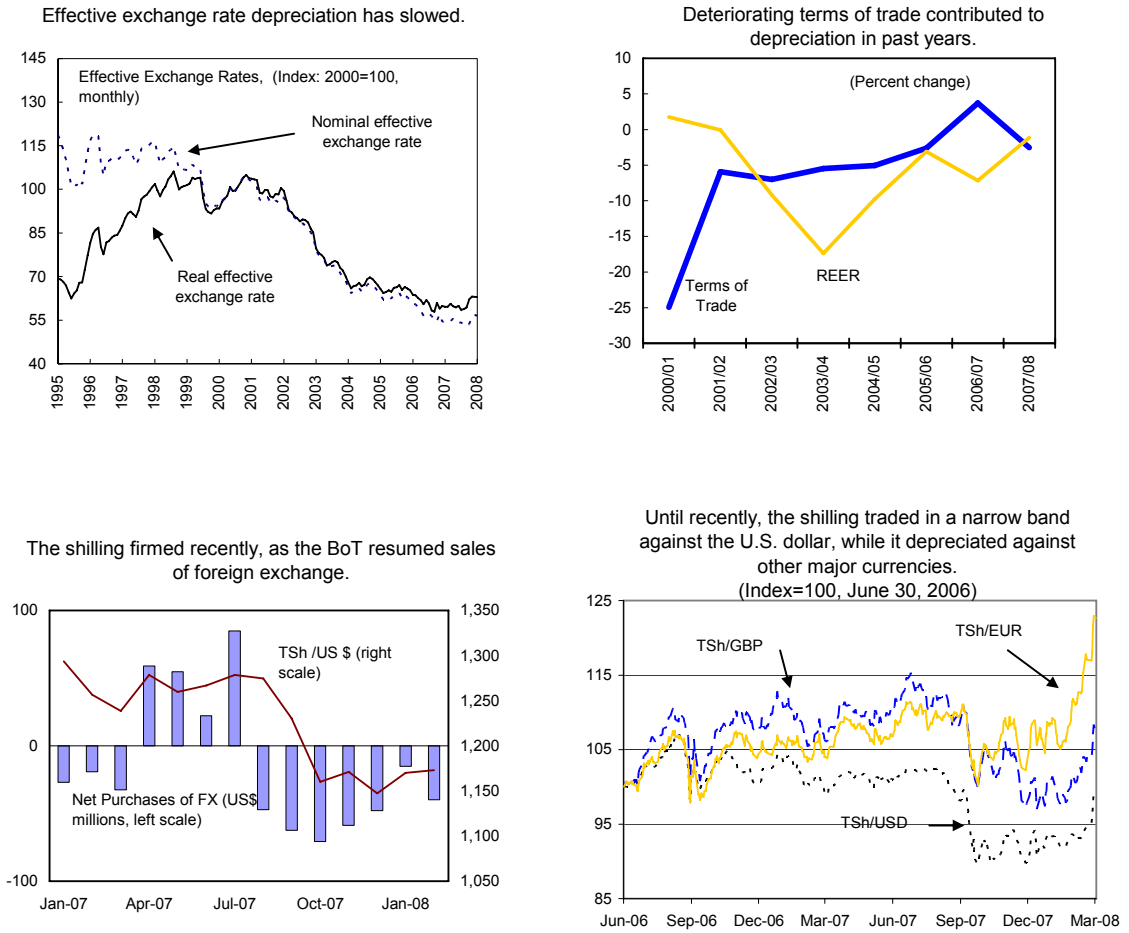 Effective exchange rate depreciation has slowed.
145
130
115
100
85
70
55
40
Effective Exchange Rates, (Index: 2000=100,
monthly)
Nominal effective
exchange rate
Real effective
exchange rate
1995
1996
1997
1998
1999
2000
2001
2002
2003
2004
2005
2006
2007
2008
Deteriorating terms of trade contributed to
depreciation in past years.
10
5
0
-5
-10
-15
-20
-25
-30
(Percent change)
REER
Terms of
Trade
2000/01
2001/02
2002/03
2003/04
2004/05
2005/06
2006/07
2007/08
The shilling firmed recently, as the BoT resumed sales
of foreign exchange.
100
0
-100
TSh /US $ (right
scale)
Net Purchases of FX (US$
millions, left scale)
1,350
1,300
1,250
1,200
1,150
1,100
1,050
Jan-07
Apr-07
Jul-07
Oct-07
Jan-08
Until recently, the shilling traded in a narrow band
against the U.S. dollar, while it depreciated against
other major currencies.
(Index=100, June 30, 2006)
125
115
105
95
85
TSh/GBP
TSh/EUR
TSh/USD
Jun-06
Sep-06
Dec-06
Mar-07
Jun-07
Sep-07
Dec-07
Mar-08